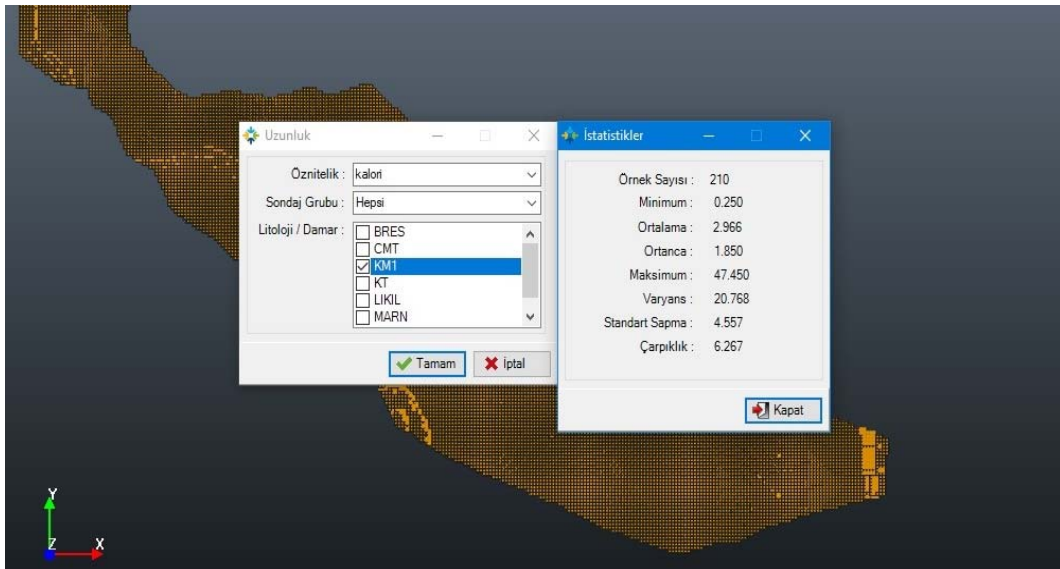 Uzunluk
Öznitelik : kalori
Sondaj Grubu : Hepsi
Litoloji / Damar : BRES
CMT
KM1
KT
LIKIL
MARN
Tamam İptal
İstatistikler
Örnek Sayısı : 210
Minimum : 0.250
Ortalama : 2.966
Ortanca : 1.850
Maksimum : 47.450
Varyans : 20.768
Standart Sapma : 4.557
Çarpıklık : 6.267
Kapat
Y
Z X